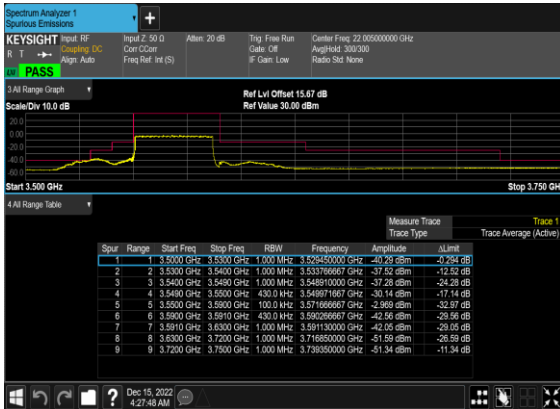 Spectrum Analyzer 1
Spurious Emissions
KEYSIGHT Input: RF Input Z: 50 Ω Atten: 20 dB Trig: Free Run Center Freq: 22.005000000 GHz
R T Coupling: DC Corr CCorr Gate: Off Avg|Hold: 300/300
Align: Auto Freq Ref: Int (S) IF Gain: Low Radio Std: None
PASS
3 All Range Graph Ref Lvl Offset 15.67 dB
Scale/Div 10.0 dB Ref Value 30.00 dBm
20.0
0.00
-20.0
-40.0
-60.0
Start 3.500 GHz Stop 3.750 GH
4 All Range Table
Measure Trace Trace 1
Trace Type Trace Average (Active)
Spur Range Start Freq Stop Freq RBW Frequency Amplitude ΔLimit
1 1 3.5000 GHz 3.5300 GHz 1.000 MHz 3.529450000 GHz -40.29 dBm -0.294 dB
2 2 3.5300 GHz 3.5400 GHz 1.000 MHz 3.533766667 GHz -37.52 dBm -12.52 dB
3 3 3.5400 GHz 3.5490 GHz 1.000 MHz 3.548910000 GHz -37.28 dBm -24.28 dB
4 4 3.5490 GHz 3.5500 GHz 430.0 kHz 3.549971667 GHz -30.14 dBm -17.14 dB
5 5 3.5500 GHz 3.5900 GHz 100.0 kHz 3.571666667 GHz -2.969 dBm -32.97 dB
6 6 3.5900 GHz 3.5910 GHz 430.0 kHz 3.590266667 GHz -42.56 dBm -29.56 dB
7 7 3.5910 GHz 3.6300 GHz 1.000 MHz 3.591130000 GHz -42.05 dBm -29.05 dB
8 8 3.6300 GHz 3.7200 GHz 1.000 MHz 3.716850000 GHz -51.59 dBm -26.59 dB
9 9 3.7200 GHz 3.7500 GHz 1.000 MHz 3.739350000 GHz -51.34 dBm -11.34 dB
? Dec 15, 2022
4:27:48 AM